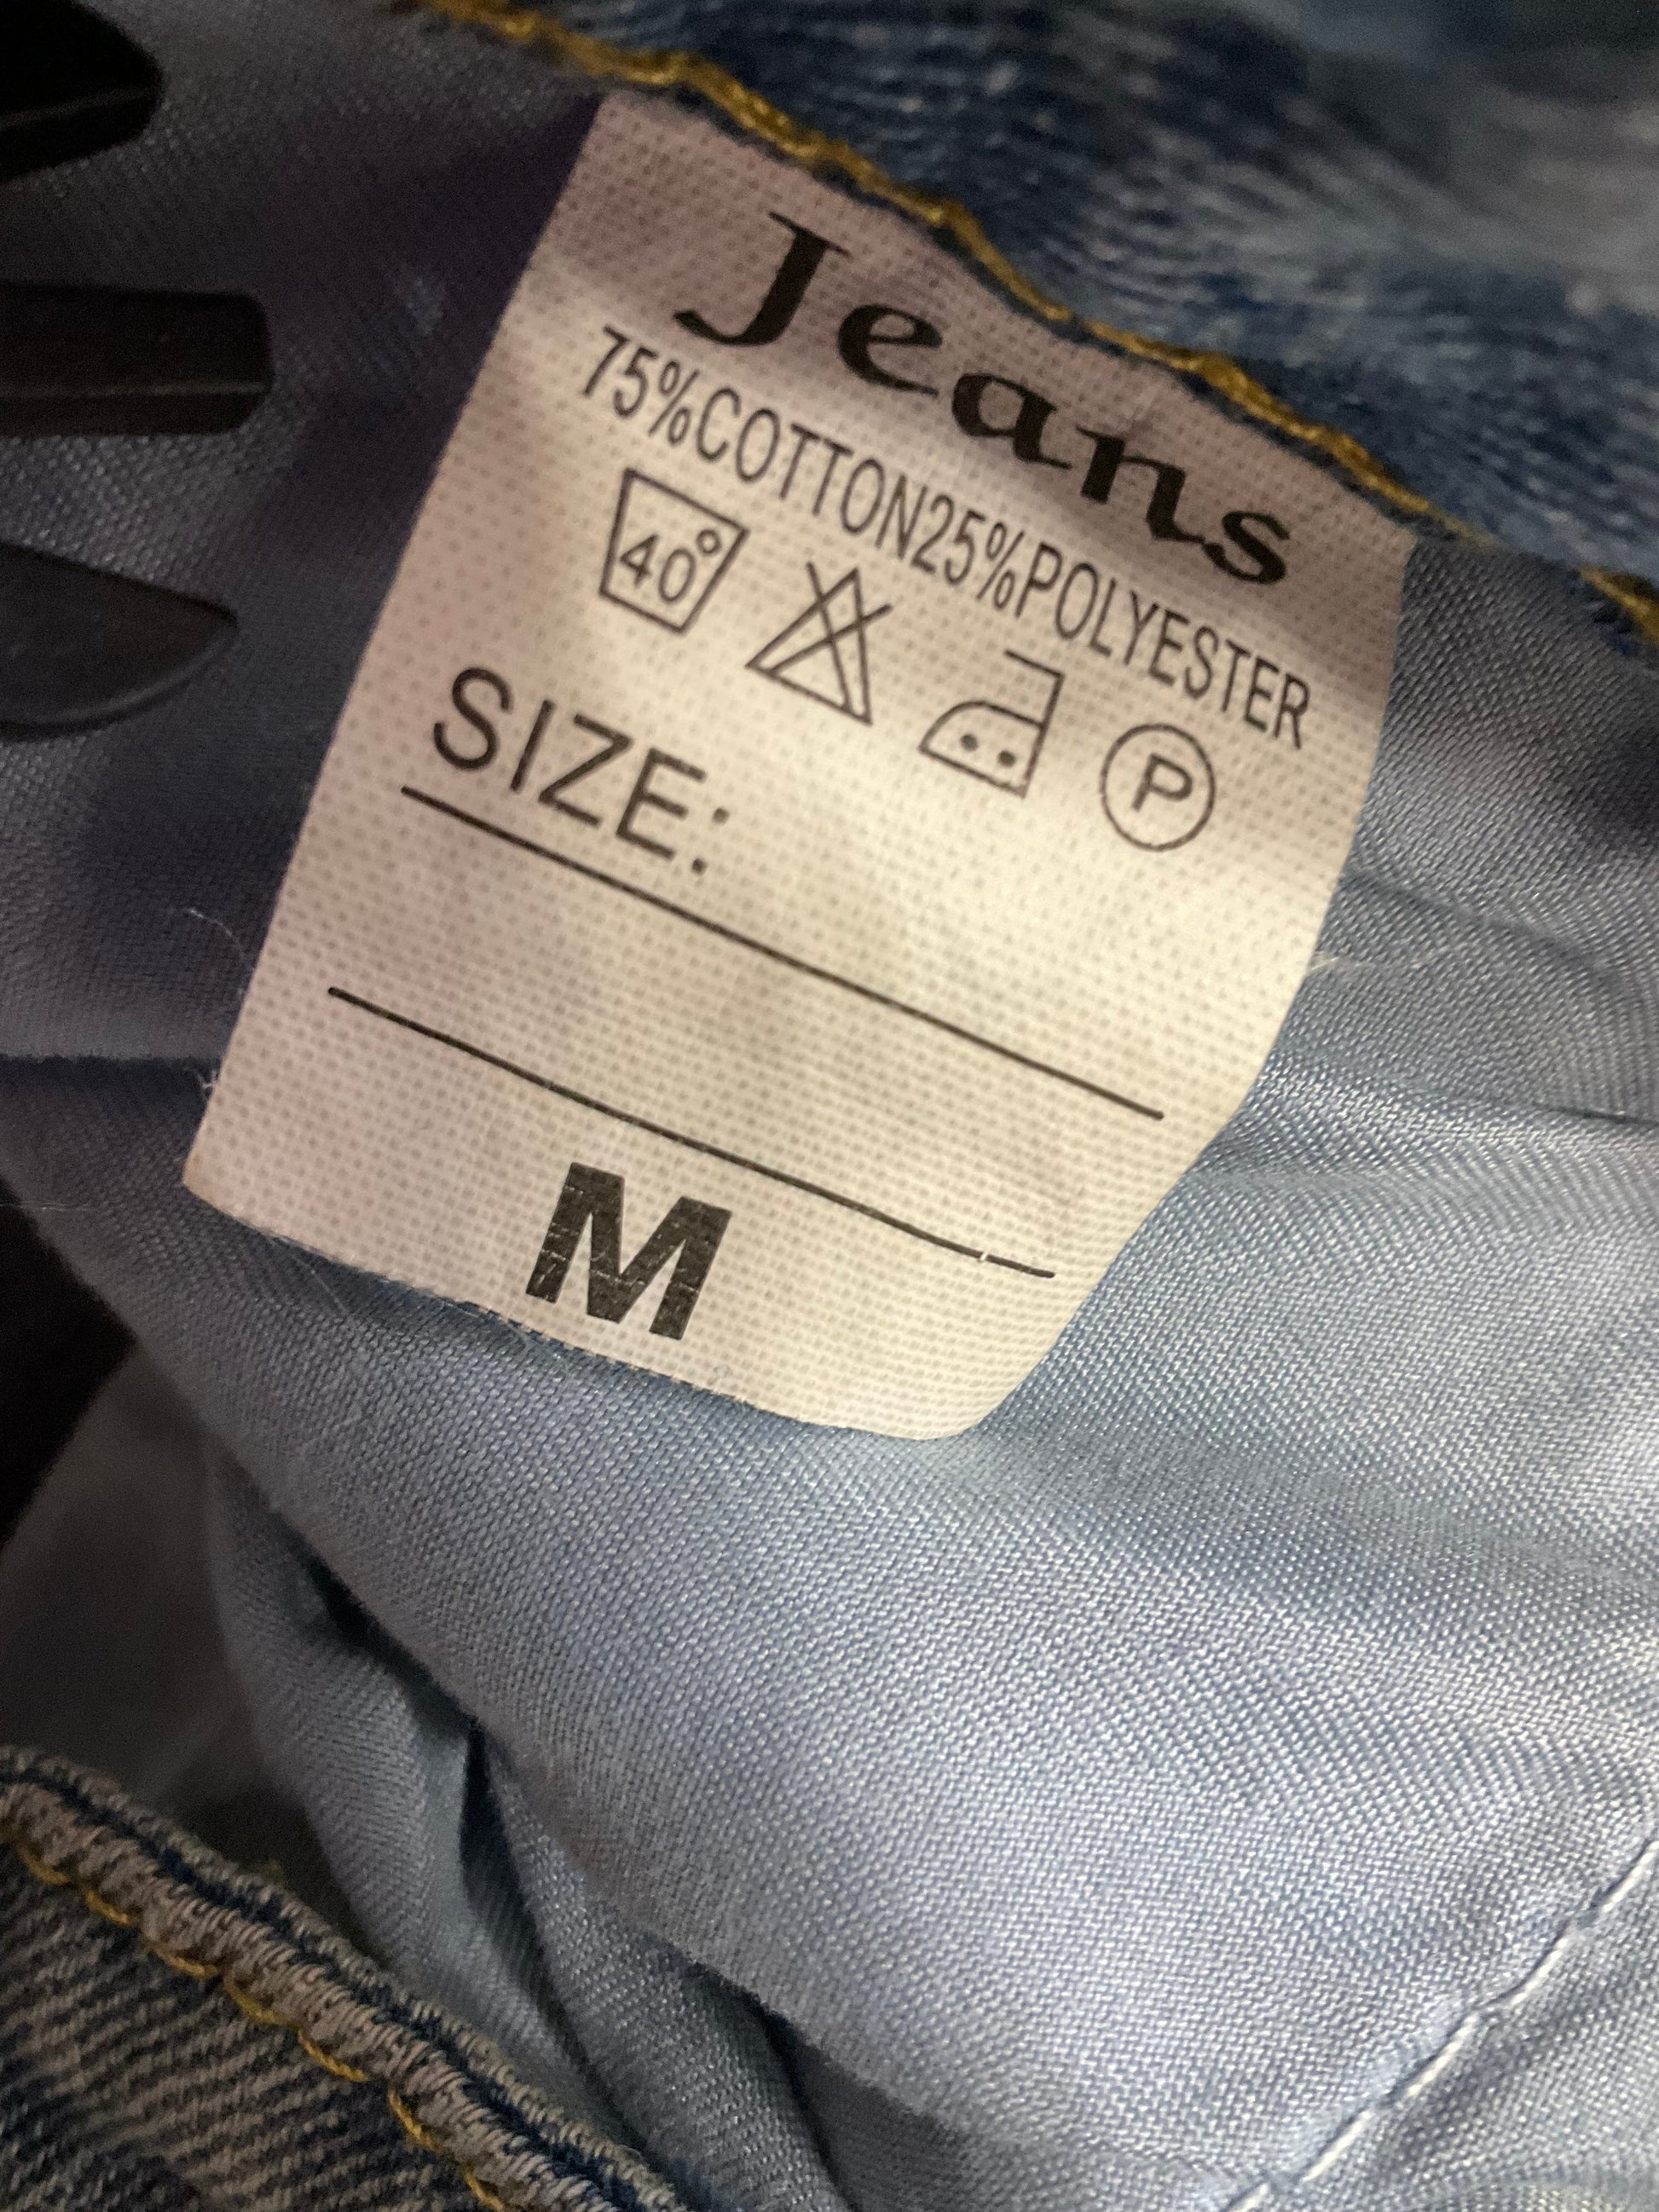 Jeans
75%COTTON25%POLYESTER
40° P
SIZE:
M